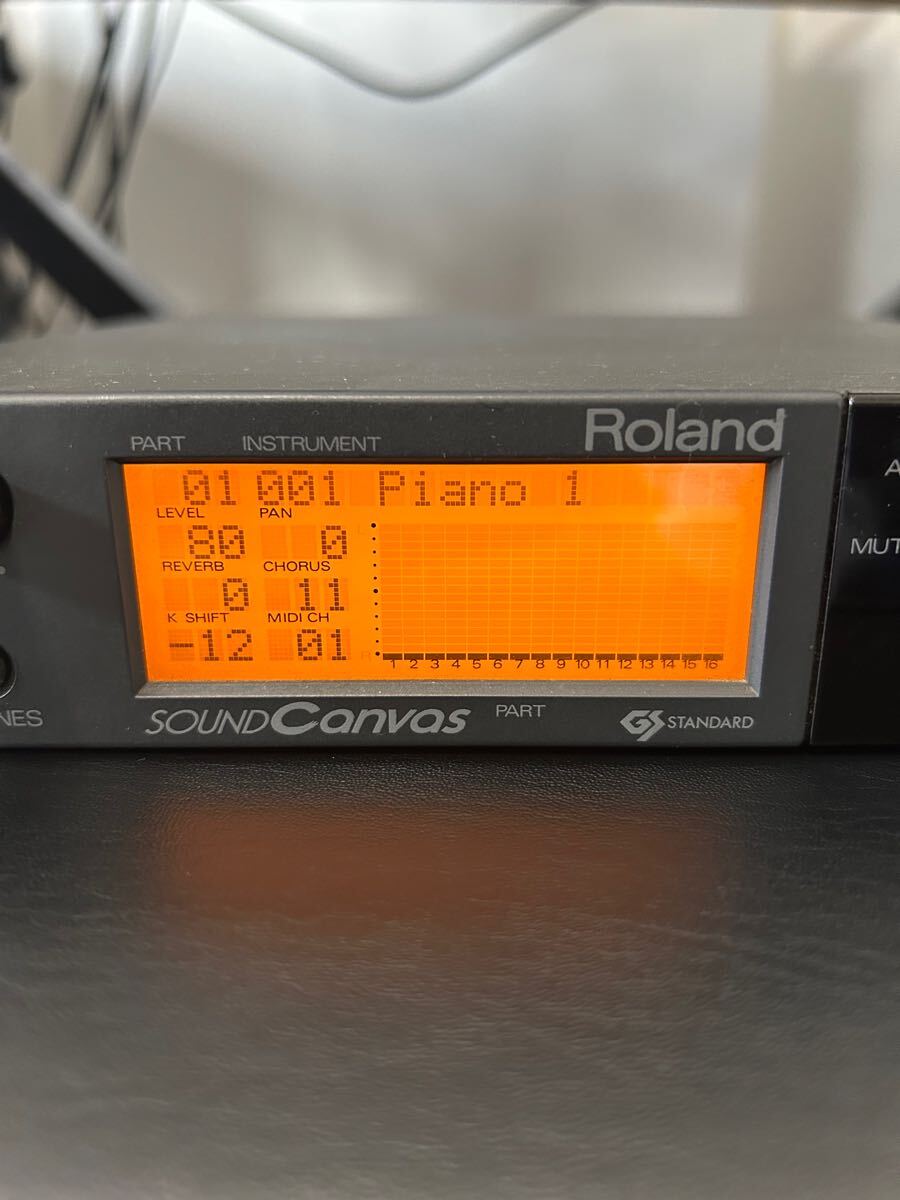 Roland
PART INSTRUMENT
01 001 Piano 1
LEVEL PAN
80 0
REVERB CHORUS
0 11
K SHIFT MIDI CH
-12 01
L
R
1 2 3 4 5 6 7 8 9 10 11 12 13 14 15 16
SOUND Canvas PART GS STANDARD
A
MUT
NES